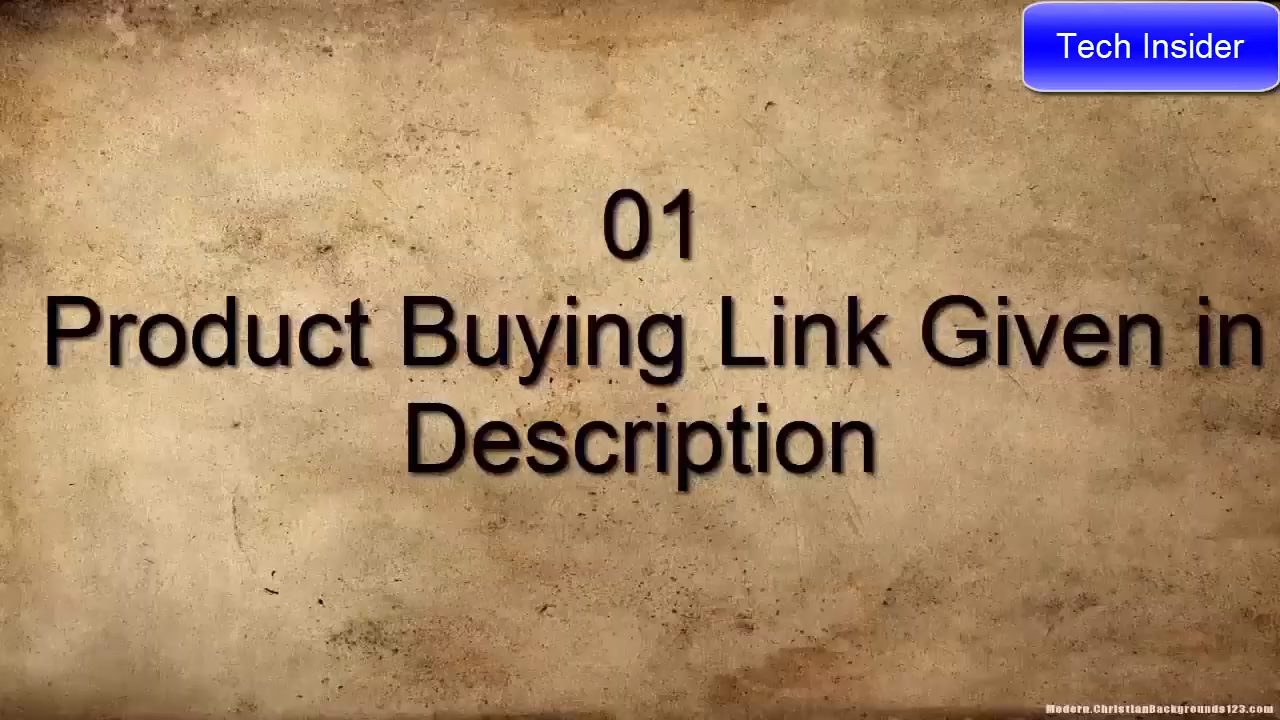 Tech Insider
01
Product Buying Link Given in
Description
Modern.ChristianBackgrounds123.com